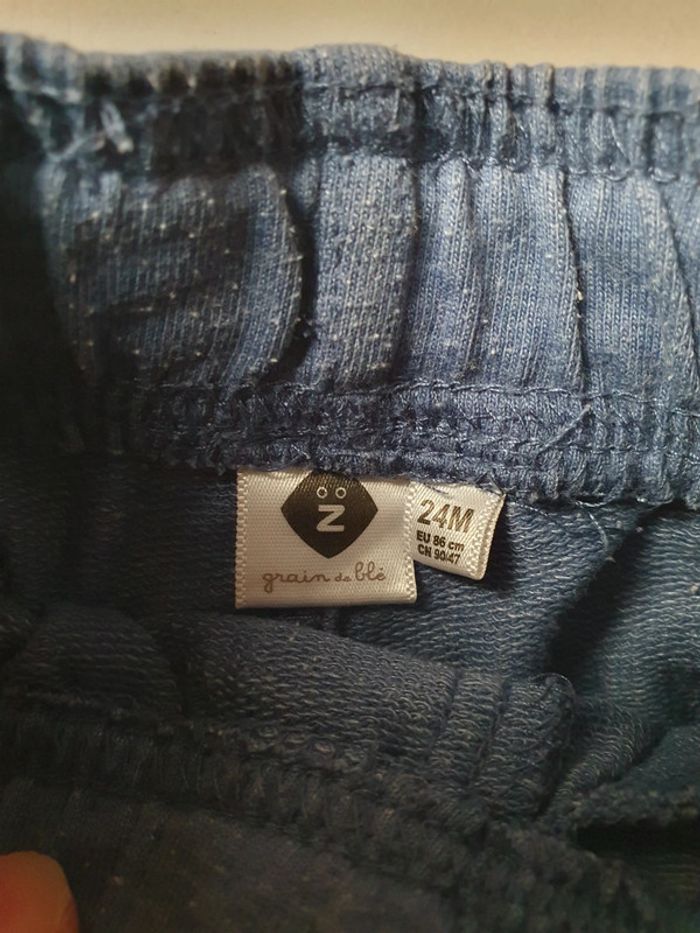 Z
grain de blé
24M
EU 86 cm
CN 90/47